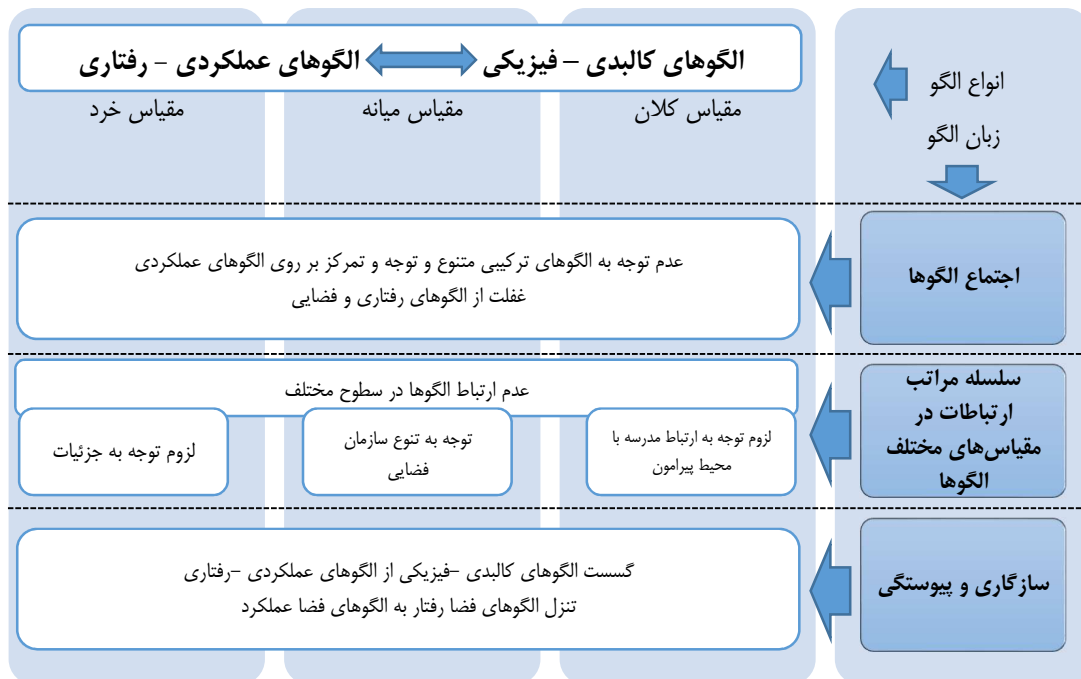 انواع الگو
زبان الگو
الگوهای کالبدی – فیزیکی
الگوهای عملکردی – رفتاری
مقیاس کلان
مقیاس میانه
مقیاس خرد
اجتماع الگوها
عدم توجه به الگوهای ترکیبی متنوع و توجه و تمرکز بر روی الگوهای عملکردی
غفلت از الگوهای رفتاری و فضایی
سلسله مراتب
ارتباطات در
مقیاس‌های مختلف
الگوها
عدم ارتباط الگوها در سطوح مختلف
لزوم توجه به ارتباط مدرسه با
محیط پیرامون
توجه به تنوع سازمان
فضایی
لزوم توجه به جزئیات
سازگاری و پیوستگی
گسست الگوهای کالبدی –فیزیکی از الگوهای عملکردی –رفتاری
تنزل الگوهای فضا رفتار به الگوهای فضا عملکرد